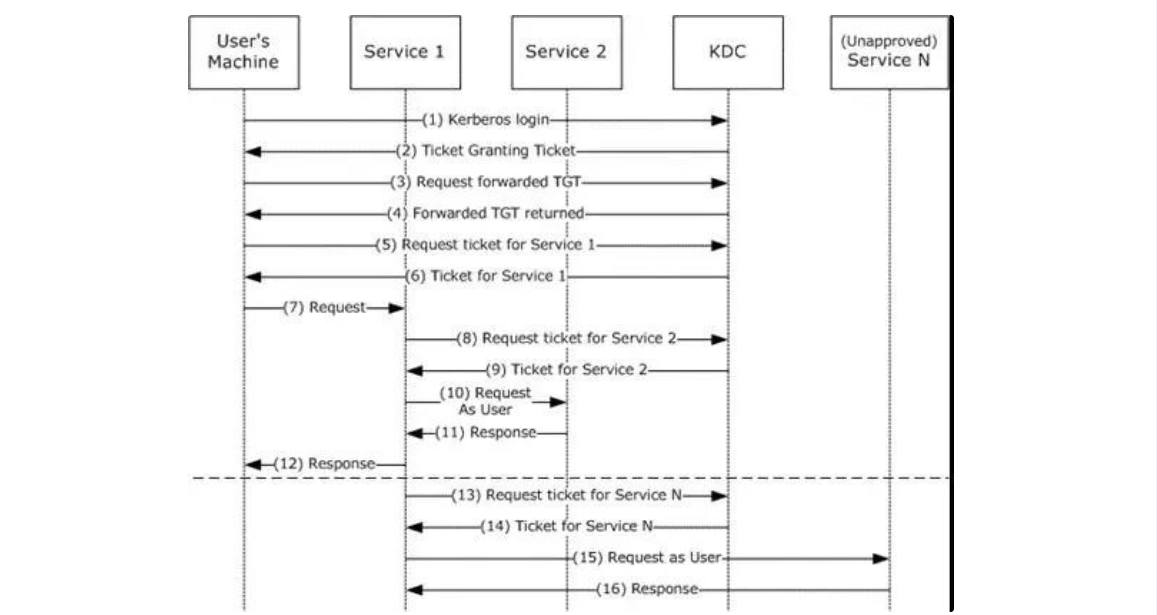 User's
Machine
Service 1
Service 2
KDC
(Unapproved)
Service N
(1) Kerberos login
(2) Ticket Granting Ticket
(3) Request forwarded TGT
(4) Forwarded TGT returned
(5) Request ticket for Service 1
(6) Ticket for Service 1
(7) Request
(8) Request ticket for Service 2
(9) Ticket for Service 2
(10) Request
As User
(11) Response
(12) Response
(13) Request ticket for Service N
(14) Ticket for Service N
(15) Request as User
(16) Response